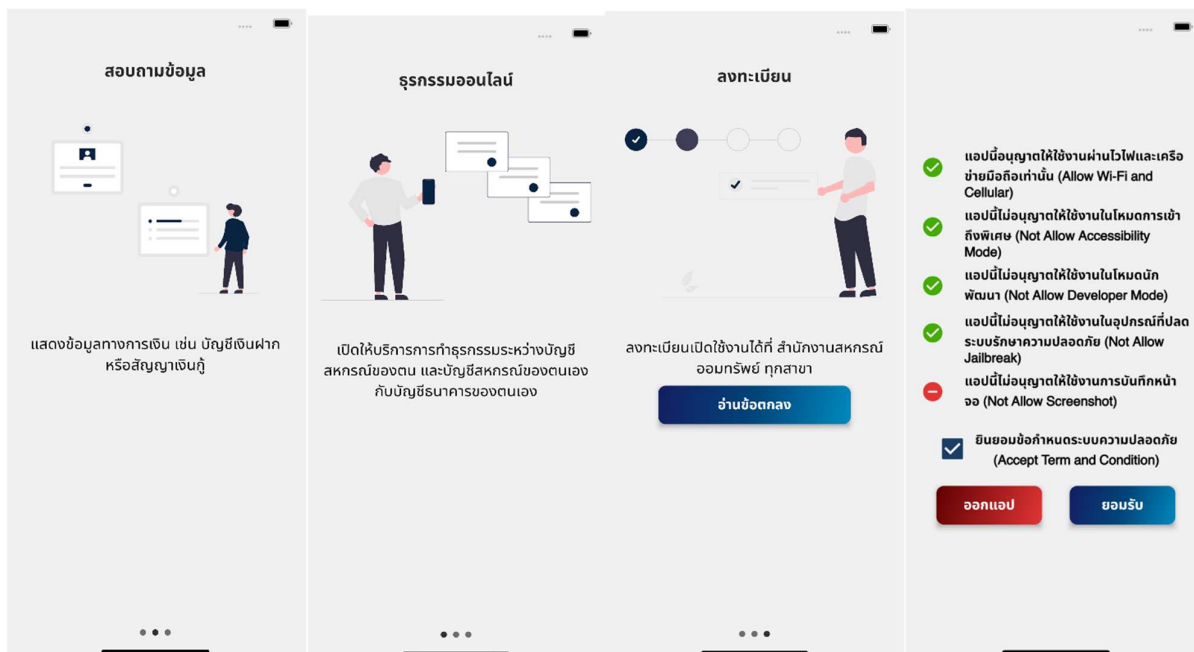 สอบถามข้อมูล
แสดงข้อมูลทางการเงิน เช่น บัญชีเงินฝาก
หรือสัญญาเงินกู้
ธุรกรรมออนไลน์
เปิดให้บริการการทำธุรกรรมระหว่างบัญชี
สหกรณ์ของตน และบัญชีสหกรณ์ของตนเอง
กับบัญชีธนาคารของตนเอง
ลงทะเบียน
ลงทะเบียนเปิดใช้งานได้ที่ สำนักงานสหกรณ์
ออมทรัพย์ ทุกสาขา
อ่านข้อตกลง
แอปนี้อนุญาตให้ใช้งานผ่านไวไฟและเครือ
ข่ายมือถือเท่านั้น (Allow Wi-Fi and
Cellular)
แอปนี้ไม่อนุญาตให้ใช้งานในโหมดการเข้า
ถึงพิเศษ (Not Allow Accessibility
Mode)
แอปนี้ไม่อนุญาตให้ใช้งานในโหมดนัก
พัฒนา (Not Allow Developer Mode)
แอปนี้ไม่อนุญาตให้ใช้งานในอุปกรณ์ที่ปลด
ระบบรักษาความปลอดภัย (Not Allow
Jailbreak)
แอปนี้ไม่อนุญาตให้ใช้งานการบันทึกหน้า
จอ (Not Allow Screenshot)
ยินยอมข้อกำหนดระบบความปลอดภัย
(Accept Term and Condition)
ออกแอป
ยอมรับ